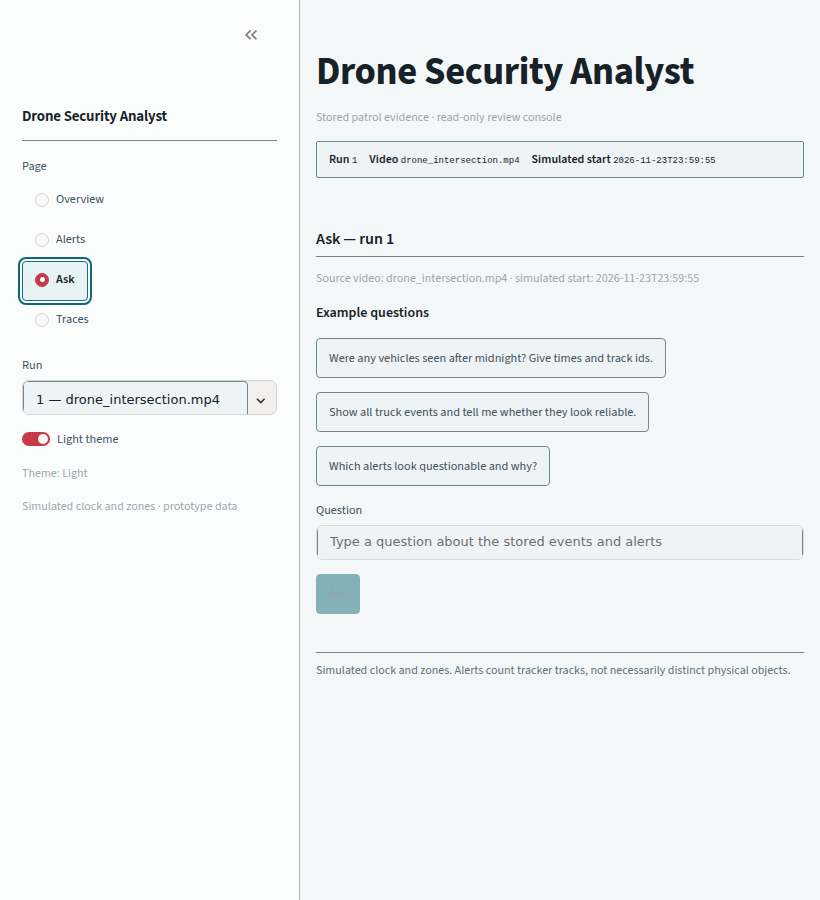 Drone Security Analyst
Page
Overview
Alerts
Ask
Traces
Run
1 — drone_intersection.mp4
Light theme
Theme: Light
Simulated clock and zones · prototype data
Drone Security Analyst
Stored patrol evidence · read-only review console
Run 1 Video drone_intersection.mp4 Simulated start 2026-11-23T23:59:55
Ask — run 1
Source video: drone_intersection.mp4 · simulated start: 2026-11-23T23:59:55
Example questions
Were any vehicles seen after midnight? Give times and track ids.
Show all truck events and tell me whether they look reliable.
Which alerts look questionable and why?
Question
Type a question about the stored events and alerts
Simulated clock and zones. Alerts count tracker tracks, not necessarily distinct physical objects.